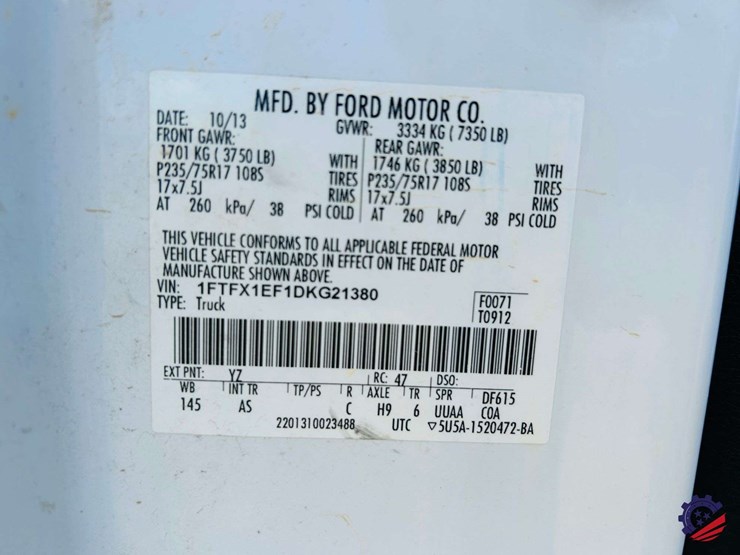 MFD. BY FORD MOTOR CO.
DATE: 10/13 GVWR: 3334 KG ( 7350 LB)
FRONT GAWR: REAR GAWR:
1701 KG ( 3750 LB) WITH 1746 KG ( 3850 LB) WITH
P235/75R17 108S TIRES P235/75R17 108S TIRES
17x7.5J RIMS 17x7.5J RIMS
AT 260 kPa/ 38 PSI COLD AT 260 kPa/ 38 PSI COLD
THIS VEHICLE CONFORMS TO ALL APPLICABLE FEDERAL MOTOR
VEHICLE SAFETY STANDARDS IN EFFECT ON THE DATE OF
MANUFACTURE SHOWN ABOVE.
VIN: 1FTFX1EF1DKG21380 F0071
TYPE: Truck T0912
EXT PNT: YZ RC: 47 DSO:
WB INT TR TP/PS R AXLE TR SPR DF615
145 AS C H9 6 UUAA COA
2201310023488 UTC ▽5U5A-1520472-BA